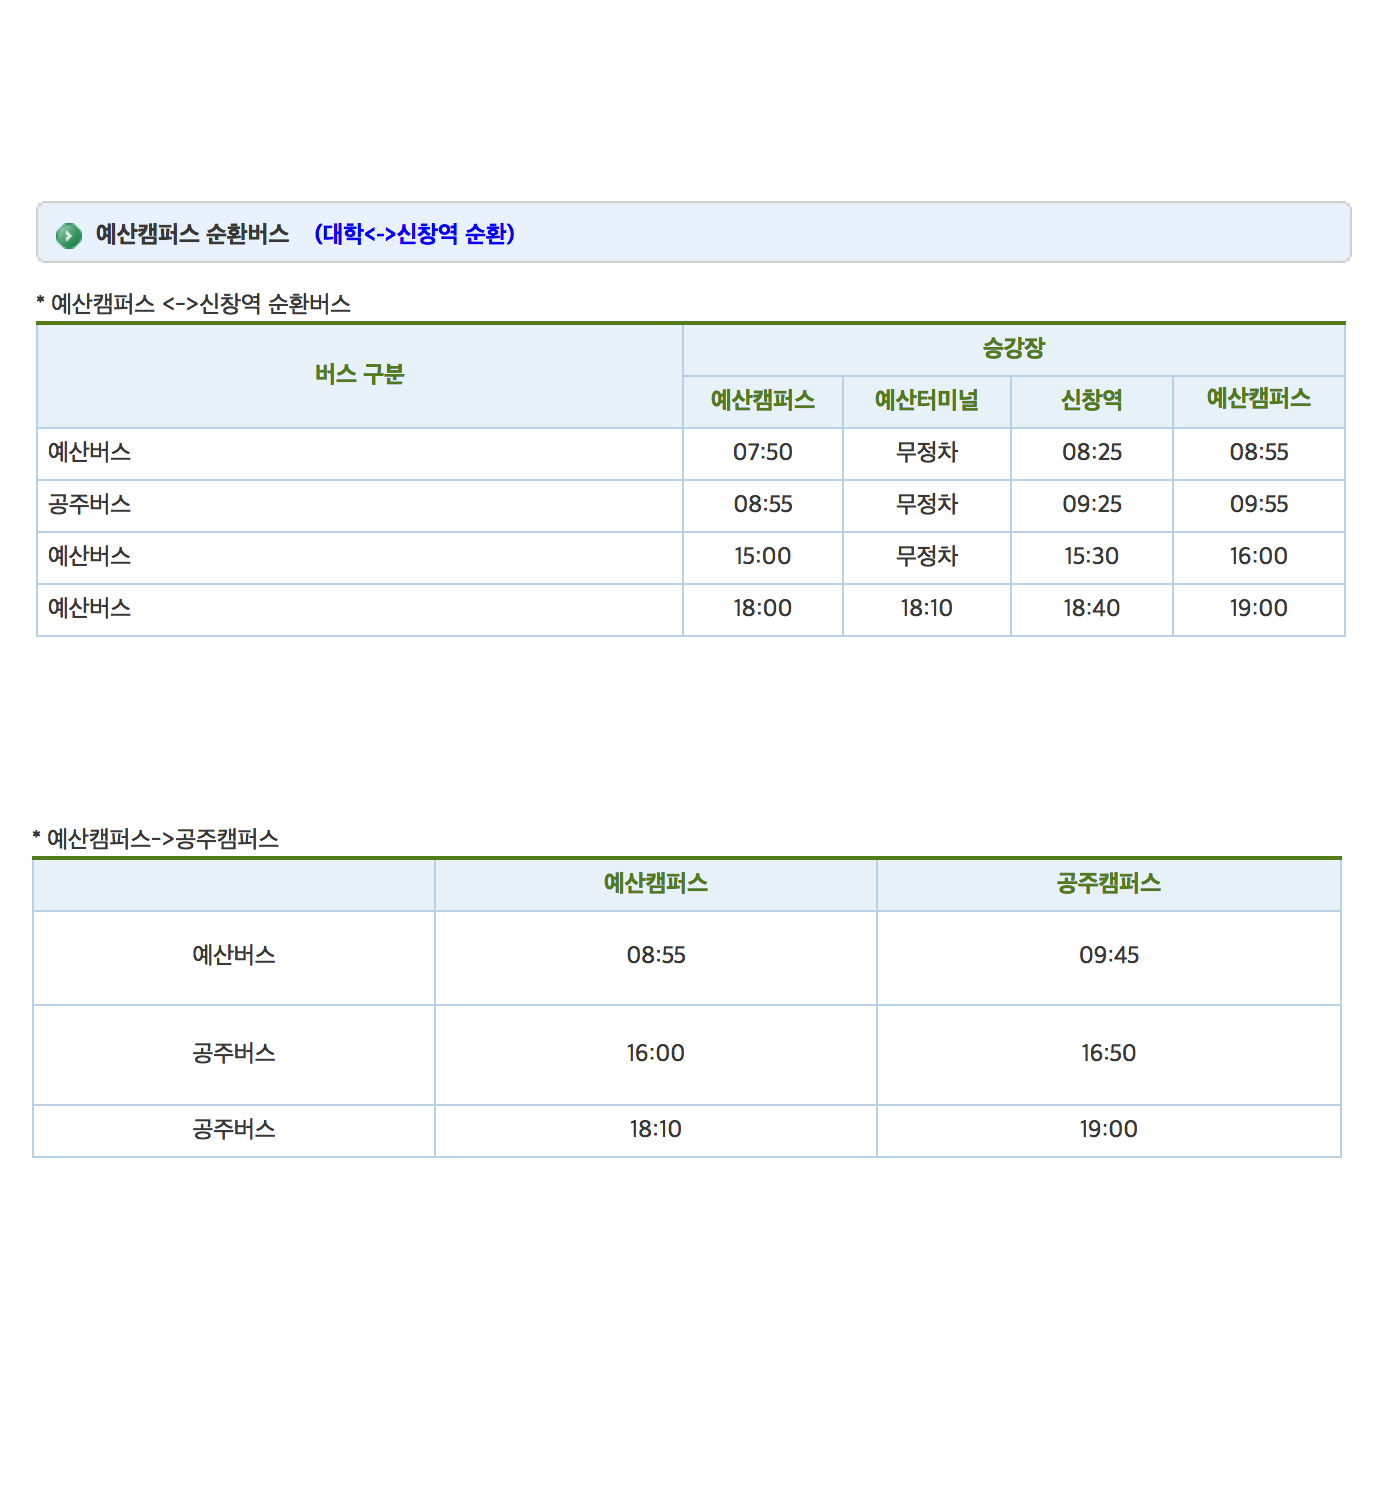 예산캠퍼스 순환버스 (대학<->신창역 순환)
* 예산캠퍼스 <->신창역 순환버스
버스 구분 승강장
예산캠퍼스 예산터미널 신창역 예산캠퍼스
예산버스 07:50 무정차 08:25 08:55
공주버스 08:55 무정차 09:25 09:55
예산버스 15:00 무정차 15:30 16:00
예산버스 18:00 18:10 18:40 19:00
* 예산캠퍼스->공주캠퍼스
예산캠퍼스 공주캠퍼스
예산버스 08:55 09:45
공주버스 16:00 16:50
공주버스 18:10 19:00